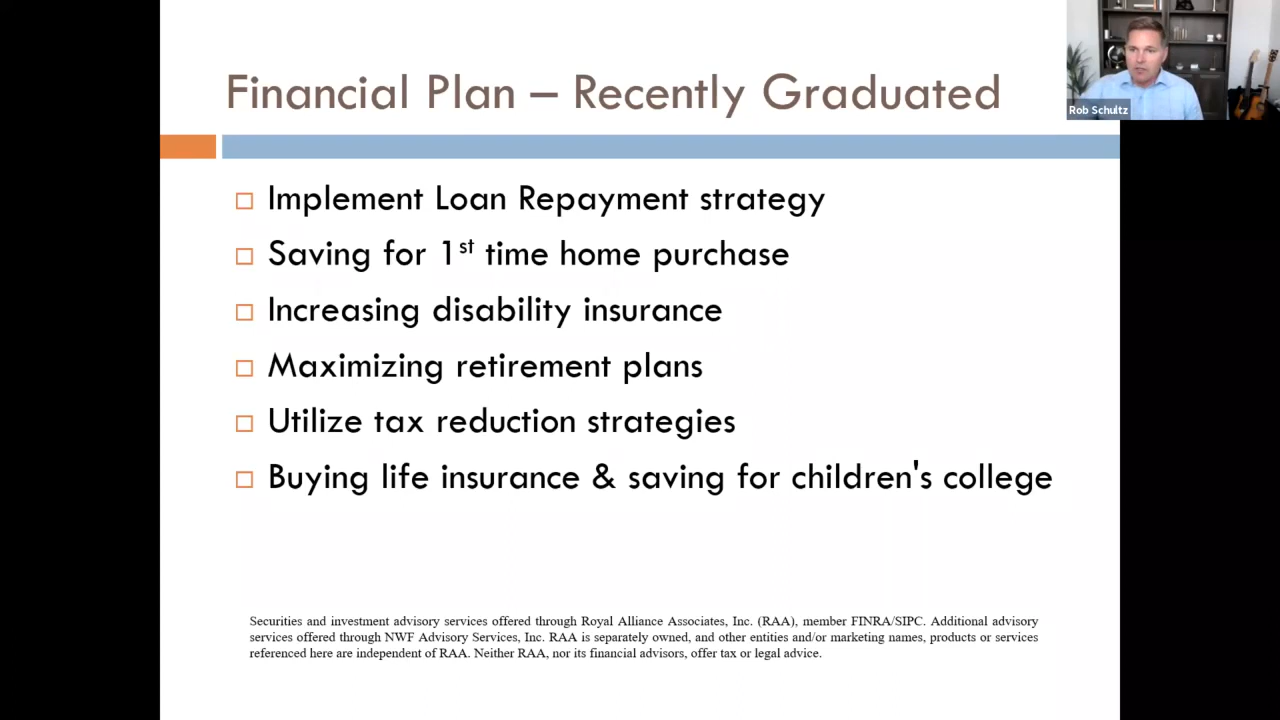 Financial Plan – Recently Graduated
Rob Schultz
Implement Loan Repayment strategy
Saving for 1st time home purchase
Increasing disability insurance
Maximizing retirement plans
Utilize tax reduction strategies
Buying life insurance & saving for children's college
Securities and investment advisory services offered through Royal Alliance Associates, Inc. (RAA), member FINRA/SIPC. Additional advisory
services offered through NWF Advisory Services, Inc. RAA is separately owned, and other entities and/or marketing names, products or services
referenced here are independent of RAA. Neither RAA, nor its financial advisors, offer tax or legal advice.